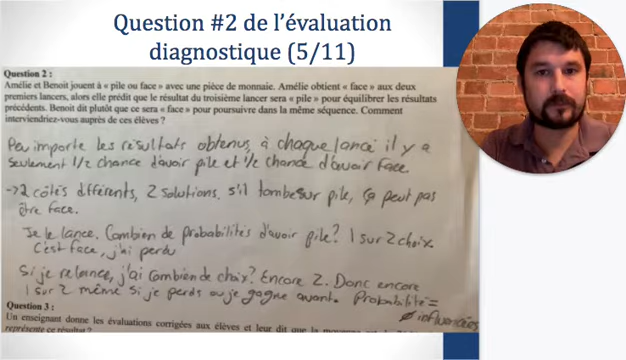 Question #2 de l'évaluation
diagnostique (5/11)
Question 2 :
Amélie et Benoit jouent à « pile ou face » avec une pièce de monnaie. Amélie obtient « face » aux deux
premiers lancers, alors elle prédit que le résultat du troisième lancer sera « pile » pour équilibrer les résultats
précédents. Benoit dit plutôt que ce sera « face » pour poursuivre dans la même séquence. Comment
interviendriez-vous auprès de ces élèves ?
Peu importe les résultats obtenus, à chaque lancé il y a
seulement 1/2 chance d'avoir pile et 1/2 chance d'avoir face.
→ 2 côtés différents, 2 solutions, s'il tombe sur pile, ça peut pas
être face.
Je le lance. Combien de probabilités d'avoir pile? 1 sur 2 choix.
C'est face, j'ai perdu
Si je relance, j'ai combien de choix? Encore 2. Donc encore
1 sur 2 même si je perds ou je gagne avant. Probabilité =
Ø influencées
Question 3 :
Un enseignant donne les évaluations corrigées aux élèves et leur dit que la
représente ce résultat ?